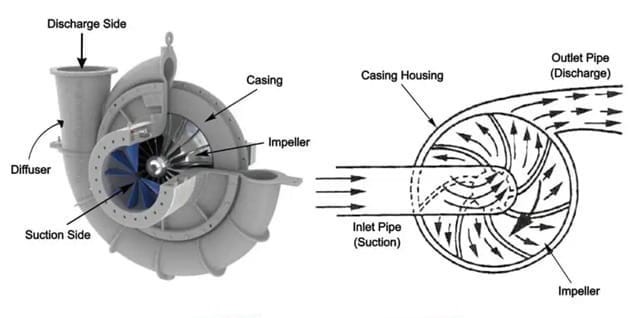 Discharge Side
Casing
Impeller
Diffuser
Suction Side
Outlet Pipe
(Discharge)
Casing Housing
Inlet Pipe
(Suction)
Impeller